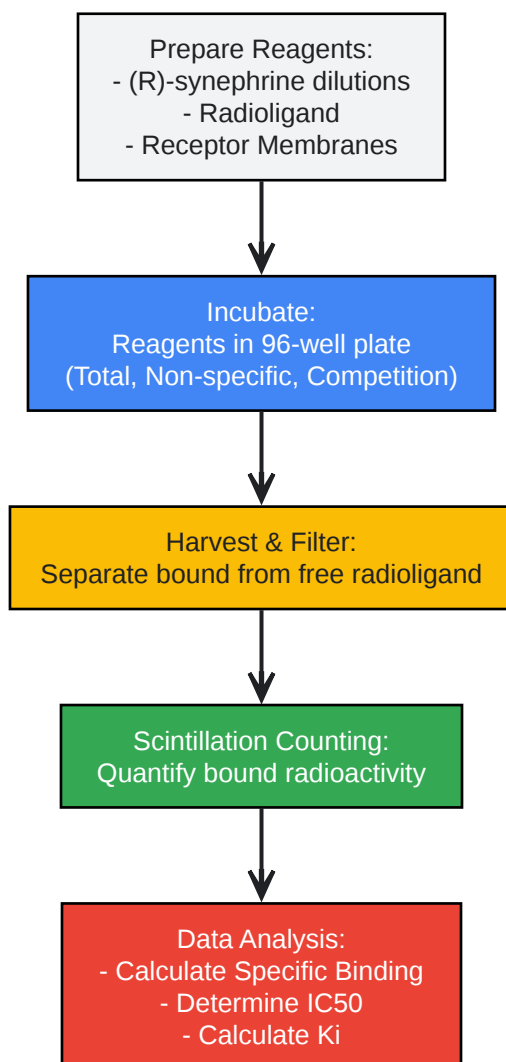 Prepare Reagents:
- (R)-synephrine dilutions
- Radioligand
- Receptor Membranes
Incubate:
Reagents in 96-well plate
(Total, Non-specific, Competition)
Harvest & Filter:
Separate bound from free radioligand
Scintillation Counting:
Quantify bound radioactivity
Data Analysis:
- Calculate Specific Binding
- Determine IC50
- Calculate Ki